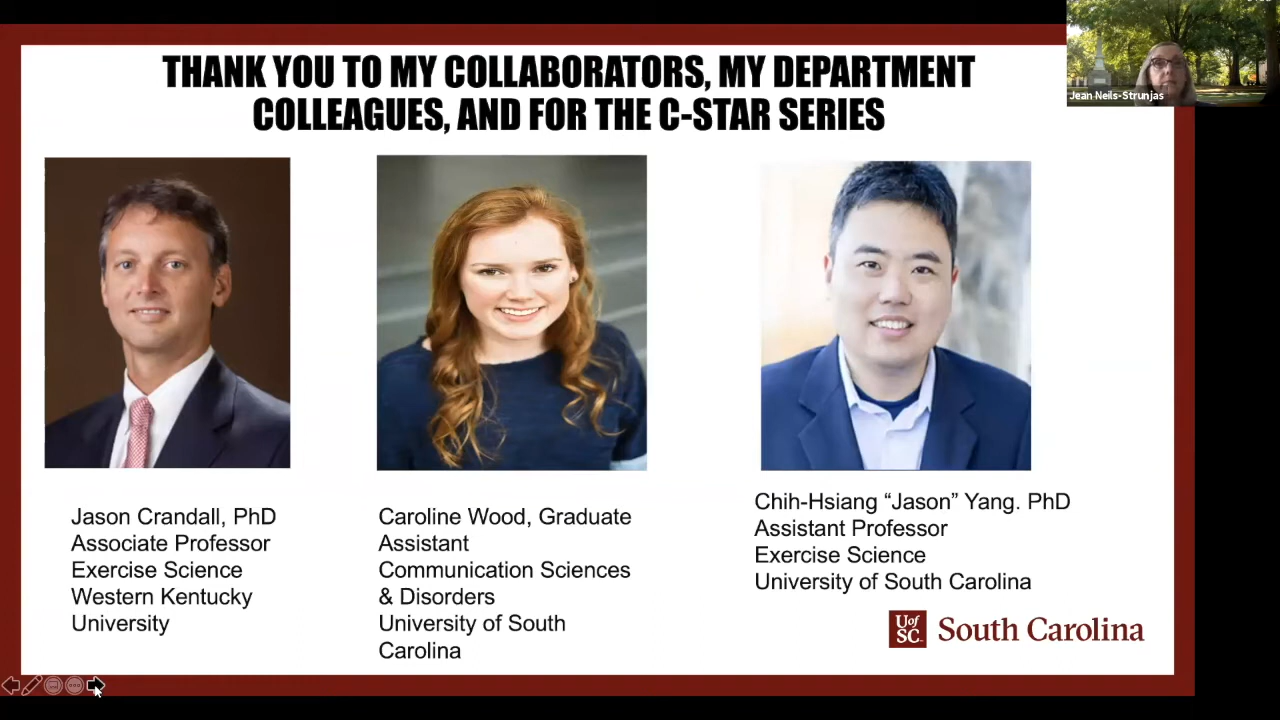 THANK YOU TO MY COLLABORATORS, MY DEPARTMENT
COLLEAGUES, AND FOR THE C-STAR SERIES
Jean Neils-Strunjas
Jason Crandall, PhD
Associate Professor
Exercise Science
Western Kentucky
University
Caroline Wood, Graduate
Assistant
Communication Sciences
& Disorders
University of South
Carolina
Chih-Hsiang “Jason” Yang. PhD
Assistant Professor
Exercise Science
University of South Carolina
U of
SC
South Carolina